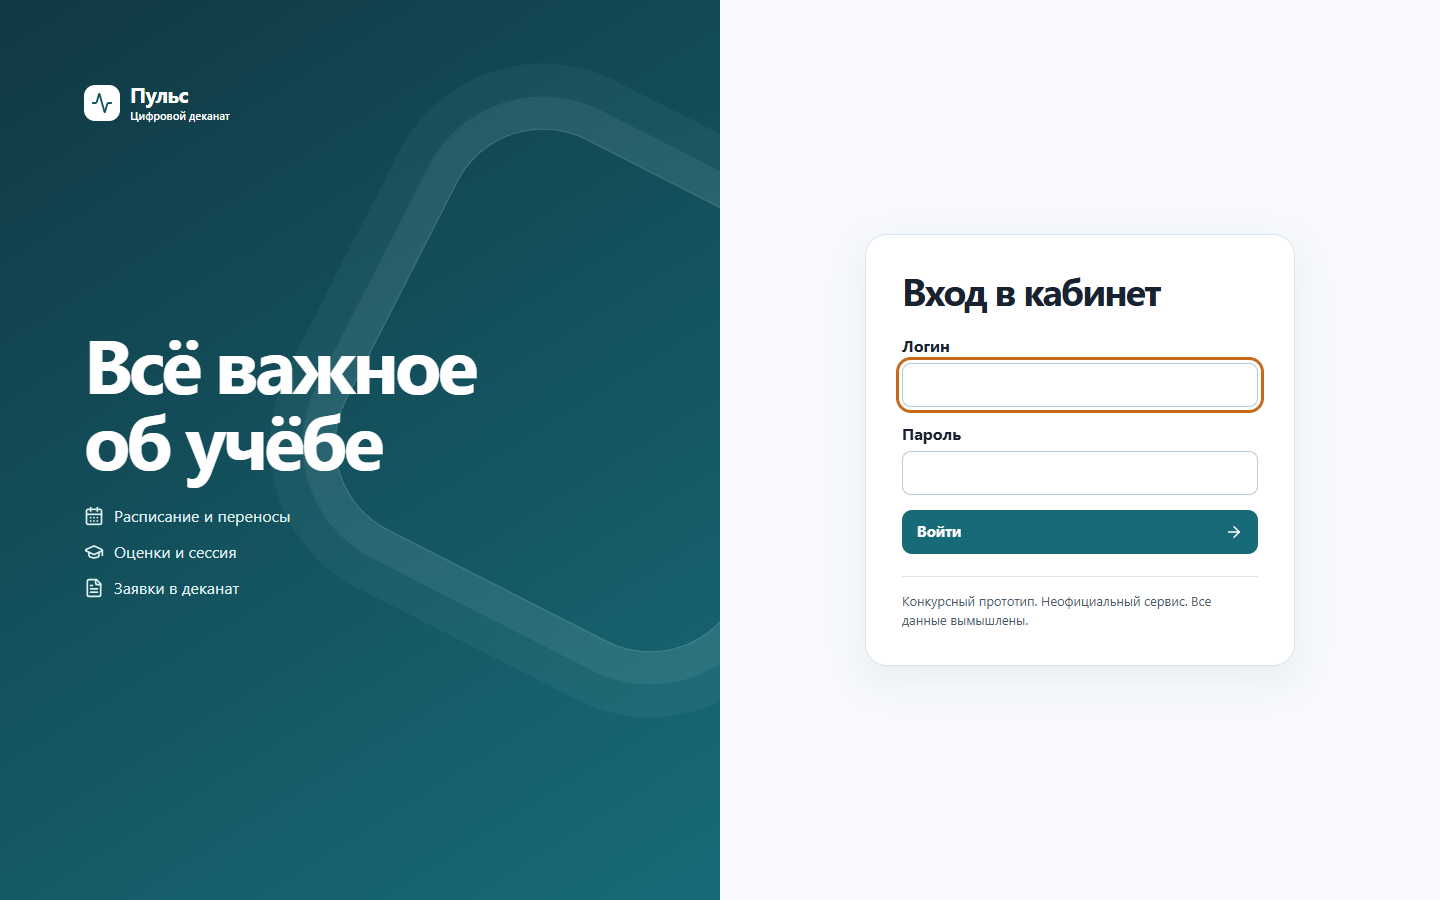 Пульс
Цифровой деканат
Всё важное
об учёбе
Расписание и переносы
Оценки и сессия
Заявки в деканат
Вход в кабинет
Логин
Пароль
Войти
Конкурсный прототип. Неофициальный сервис. Все
данные вымышлены.